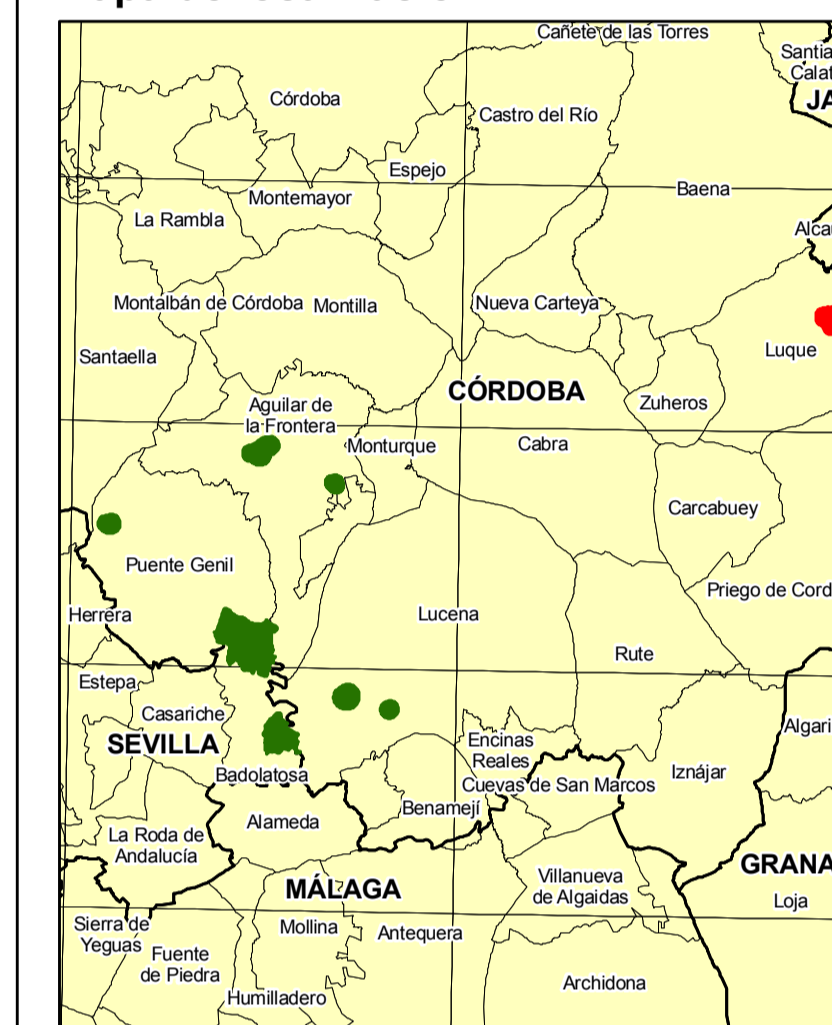 Cañete de las Torres
Santia
Calat
JA
Córdoba
Castro del Río
Espejo
Baena
Montemayor
La Rambla
Alca
Montalbán de Córdoba
Montilla
Nueva Carteya
Santaella
Luque
CÓRDOBA
Zuheros
Aguilar de
la Frontera
Monturque
Cabra
Carcabuey
Puente Genil
Priego de Cord
Herrera
Lucena
Rute
Estepa
Casariche
SEVILLA
Algari
Encinas
Reales
Iznájar
Badolatosa
Cuevas de San Marcos
Benamejí
Alameda
La Roda de
Andalucía
GRANA
Villanueva
de Algaidas
MÁLAGA
Loja
Sierra de
Yeguas
Mollina
Antequera
Fuente
de Piedra
Archidona
Humilladero